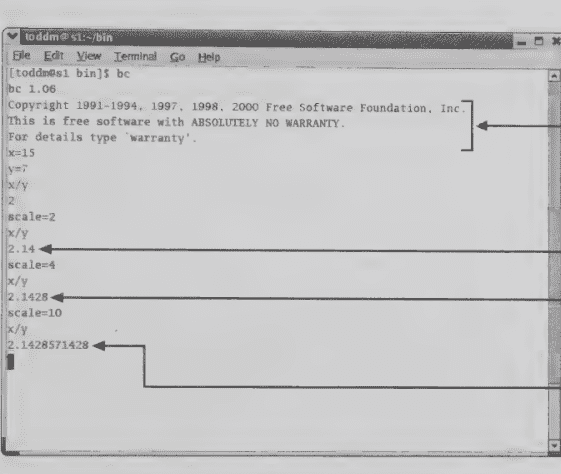 toddm@s1:~/bin
File Edit View Terminal Go Help
[toddm@s1 bin]$ bc
bc 1.06
Copyright 1991-1994, 1997, 1998, 2000 Free Software Foundation, Inc.
This is free software with ABSOLUTELY NO WARRANTY.
For details type `warranty'.
x=15
y=7
x/y
2
scale=2
x/y
2.14
scale=4
x/y
2.1428
scale=10
x/y
2.1428571428